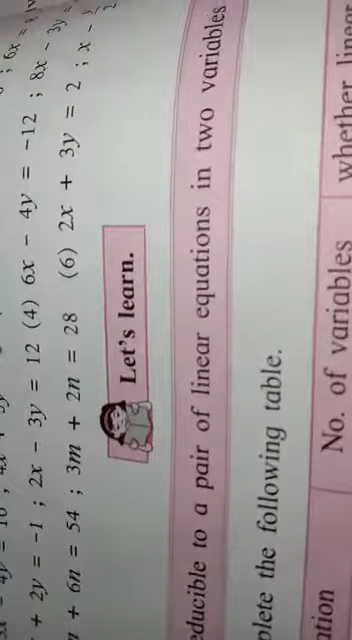 ; 6x =
+ 2y = -1 ; 2x - 3y = 12 (4) 6x - 4y = -12 ; 8x - 3y =
+ 6n = 54 ; 3m + 2n = 28 (6) 2x + 3y = 2 ; x -
Let's learn.
educible to a pair of linear equations in two variables
lete the following table.
No. of variables whether linear